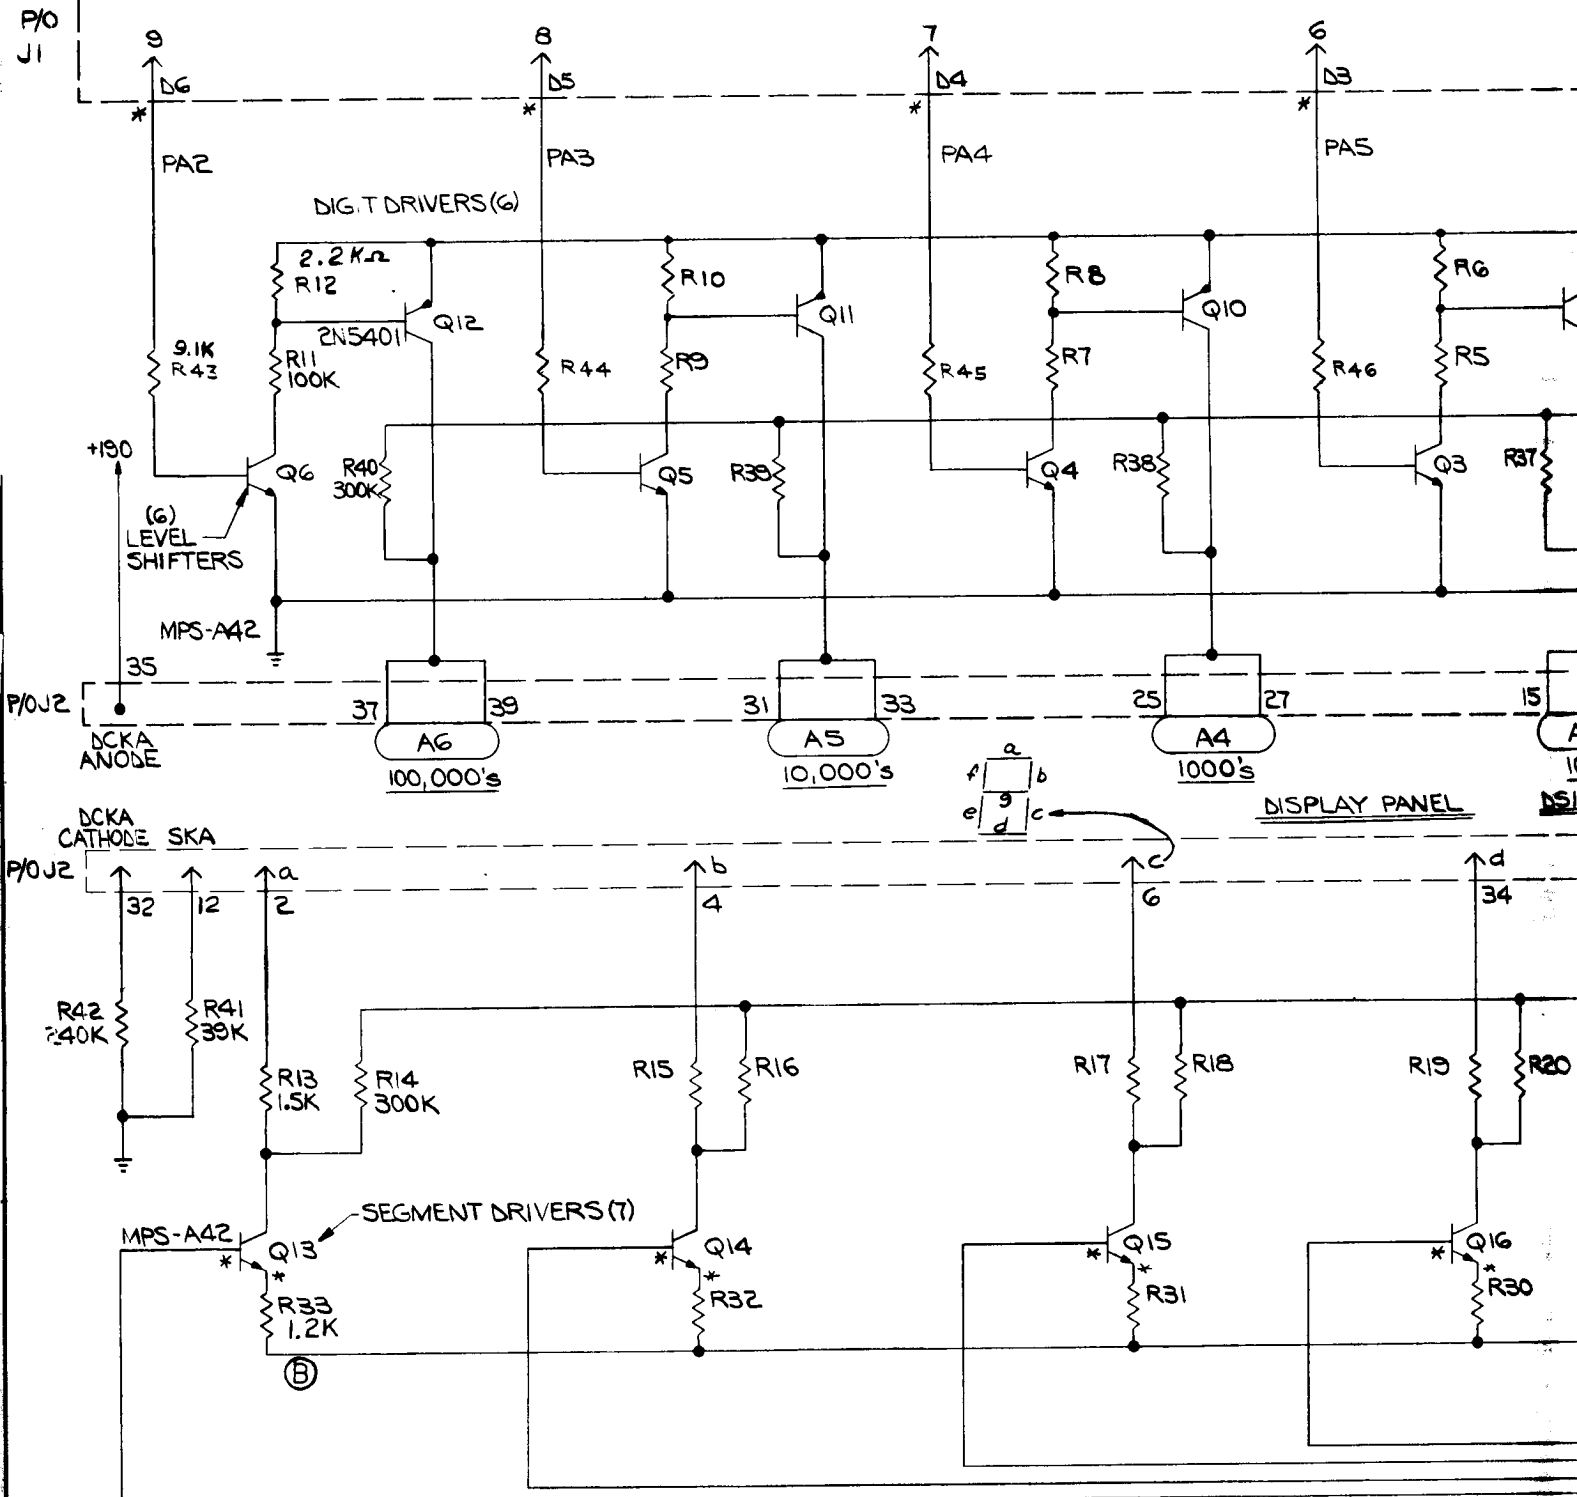 P/O
J1
9
8
7
6
D6
D5
D4
D3
*
*
*
*
PA2
PA3
PA4
PA5
DIG.T DRIVERS (6)
2.2KΩ
R12
R10
R8
R6
2N5401
Q12
Q11
Q10
9.1K
R43
R11
100K
R44
R9
R45
R7
R46
R5
+190
Q6
R40
300K
R39
Q5
Q4
R38
Q3
R37
(6)
LEVEL
SHIFTERS
MPS-A42
35
P/O J2
37
39
31
33
25
27
15
DCKA
ANODE
A6
A5
A4
100,000's
10,000's
1000's
a
f
b
g
e
c
d
DISPLAY PANEL
DCKA
CATHODE
SKA
P/O J2
a
b
c
d
32
12
2
4
6
34
R42
R41
39K
R13
1.5K
R14
300K
R15
R16
R17
R18
R19
R20
SEGMENT DRIVERS (7)
MPS-A42
Q13
Q14
Q15
Q16
*
*
*
*
*
*
*
*
R33
1.2K
R32
R31
R30
B